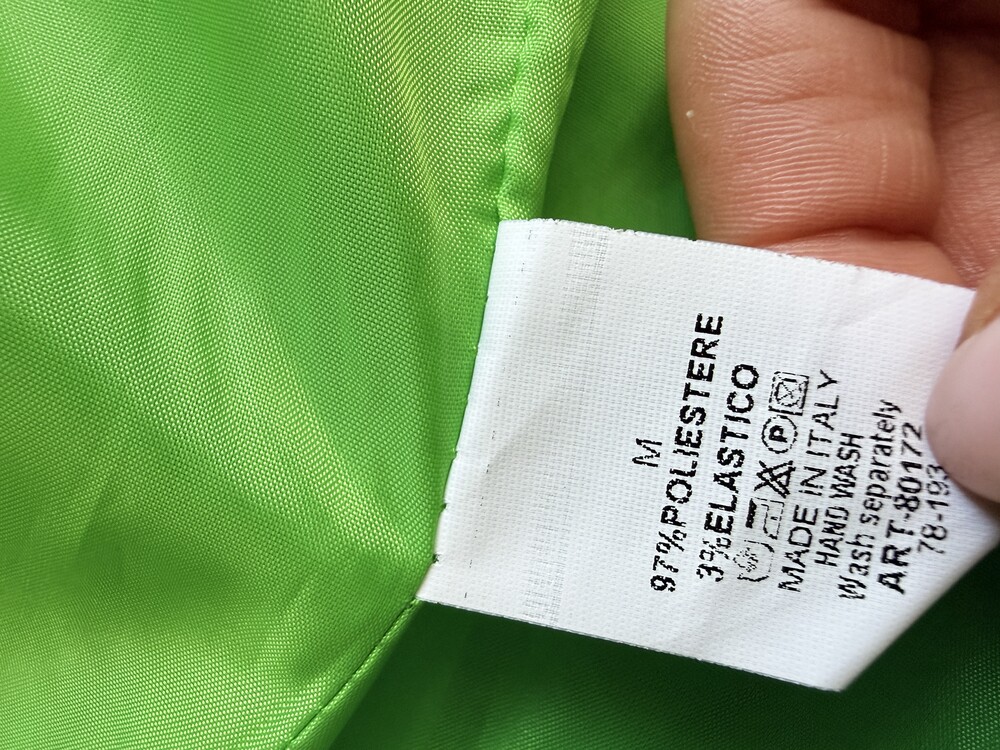 M
97%POLIESTERE
3%ELASTICO
P
MADE IN ITALY
HAND WASH
Wash separately
ART-80172
78-193